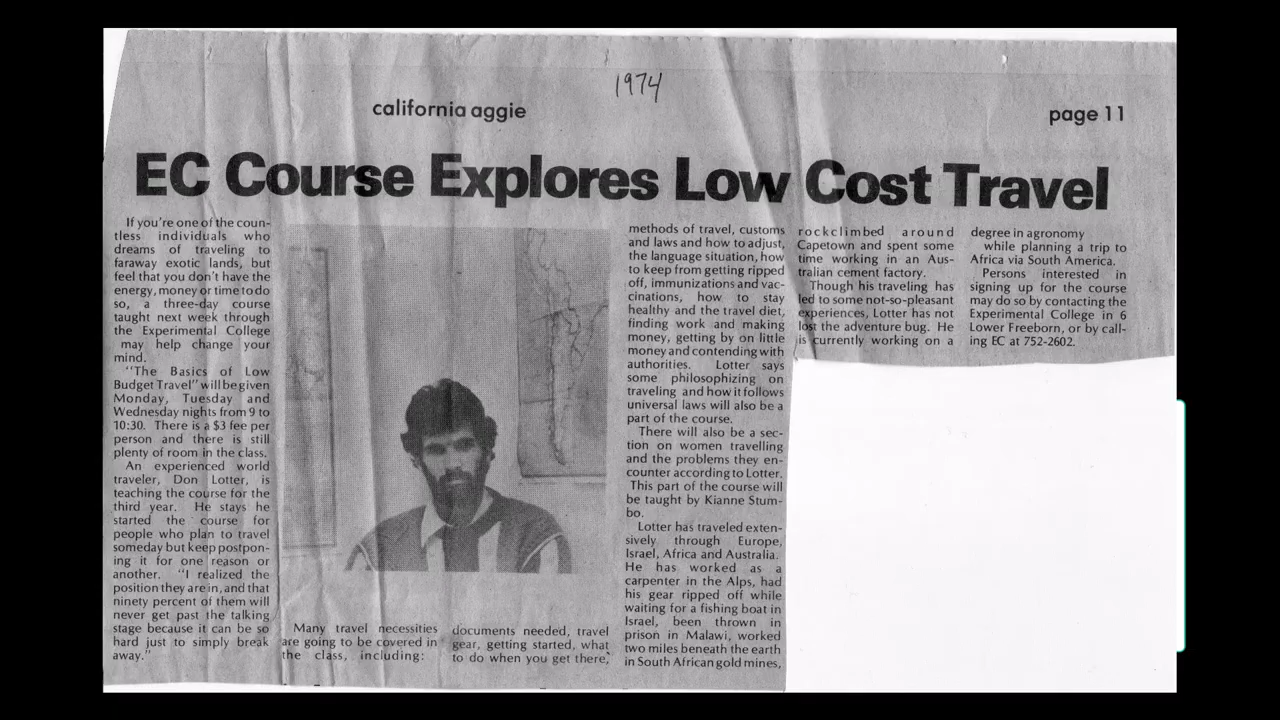 1974
california aggie
page 11
EC Course Explores Low Cost Travel
If you're one of the coun-
tless individuals who
dreams of traveling to
faraway exotic lands, but
feel that you don't have the
energy, money or time to do
so, a three-day course
taught next week through
the Experimental College
may help change your
mind.
"The Basics of Low
Budget Travel" will be given
Monday, Tuesday and
Wednesday nights from 9 to
10:30. There is a $3 fee per
person and there is still
plenty of room in the class.
An experienced world
traveler, Don Lotter, is
teaching the course for the
third year. He stays he
started the course for
people who plan to travel
someday but keep postpon-
ing it for one reason or
another. "I realized the
position they are in, and that
ninety percent of them will
never get past the talking
stage because it can be so
hard just to simply break
away."
Many travel necessities
are going to be covered in
the class, including:
documents needed, travel
gear, getting started, what
to do when you get there,
methods of travel, customs
and laws and how to adjust,
the language situation, how
to keep from getting ripped
off, immunizations and vac-
cinations, how to stay
healthy and the travel diet,
finding work and making
money, getting by on little
money and contending with
authorities. Lotter says
some philosophizing on
traveling and how it follows
universal laws will also be a
part of the course.
There will also be a sec-
tion on women travelling
and the problems they en-
counter according to Lotter.
This part of the course will
be taught by Kianne Stum-
bo.
Lotter has traveled exten-
sively through Europe,
Israel, Africa and Australia.
He has worked as a
carpenter in the Alps, had
his gear ripped off while
waiting for a fishing boat in
Israel, been thrown in
prison in Malawi, worked
two miles beneath the earth
in South African gold mines,
rockclimbed around
Capetown and spent some
time working in an Aus-
tralian cement factory.
Though his traveling has
led to some not-so-pleasant
experiences, Lotter has not
lost the adventure bug. He
is currently working on a
degree in agronomy
while planning a trip to
Africa via South America.
Persons interested in
signing up for the course
may do so by contacting the
Experimental College in 6
Lower Freeborn, or by call-
ing EC at 752-2602.